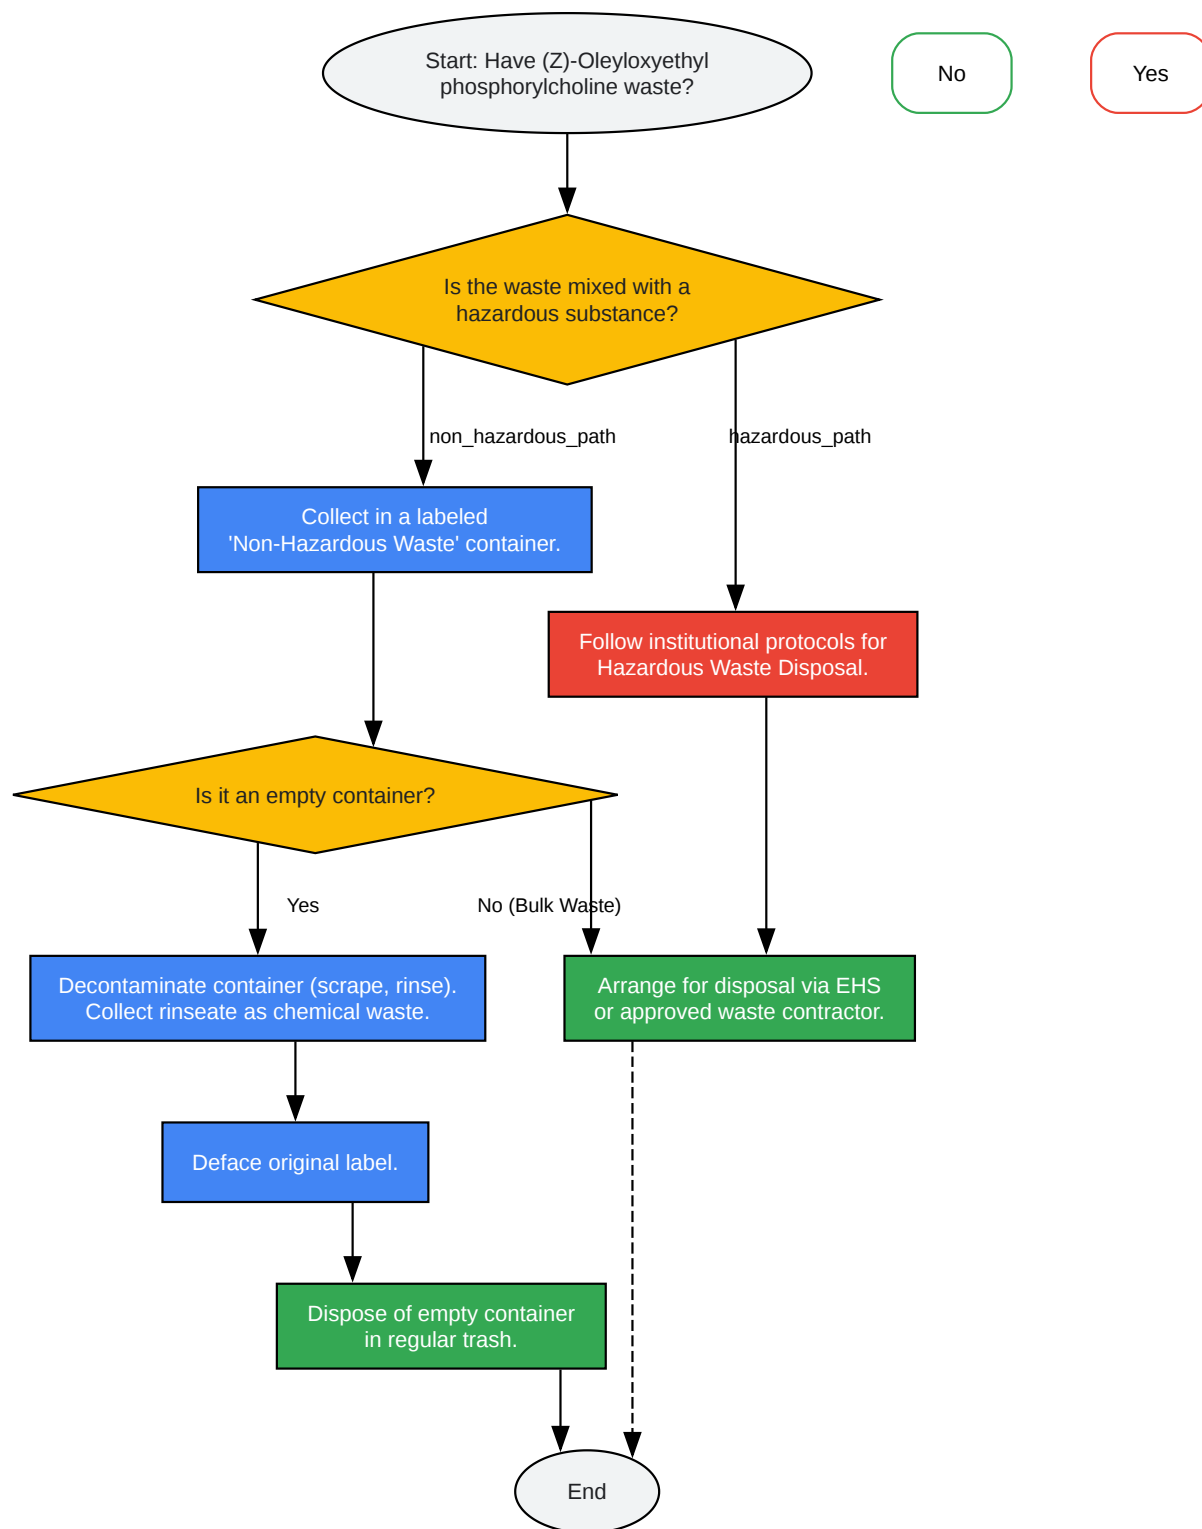 Start: Have (Z)-Oleyloxyethyl
phosphorylcholine waste?
No
Yes
Is the waste mixed with a
hazardous substance?
non_hazardous_path
hazardous_path
Collect in a labeled
'Non-Hazardous Waste' container.
Follow institutional protocols for
Hazardous Waste Disposal.
Is it an empty container?
Yes
No (Bulk Waste)
Decontaminate container (scrape, rinse).
Collect rinseate as chemical waste.
Arrange for disposal via EHS
or approved waste contractor.
Deface original label.
Dispose of empty container
in regular trash.
End